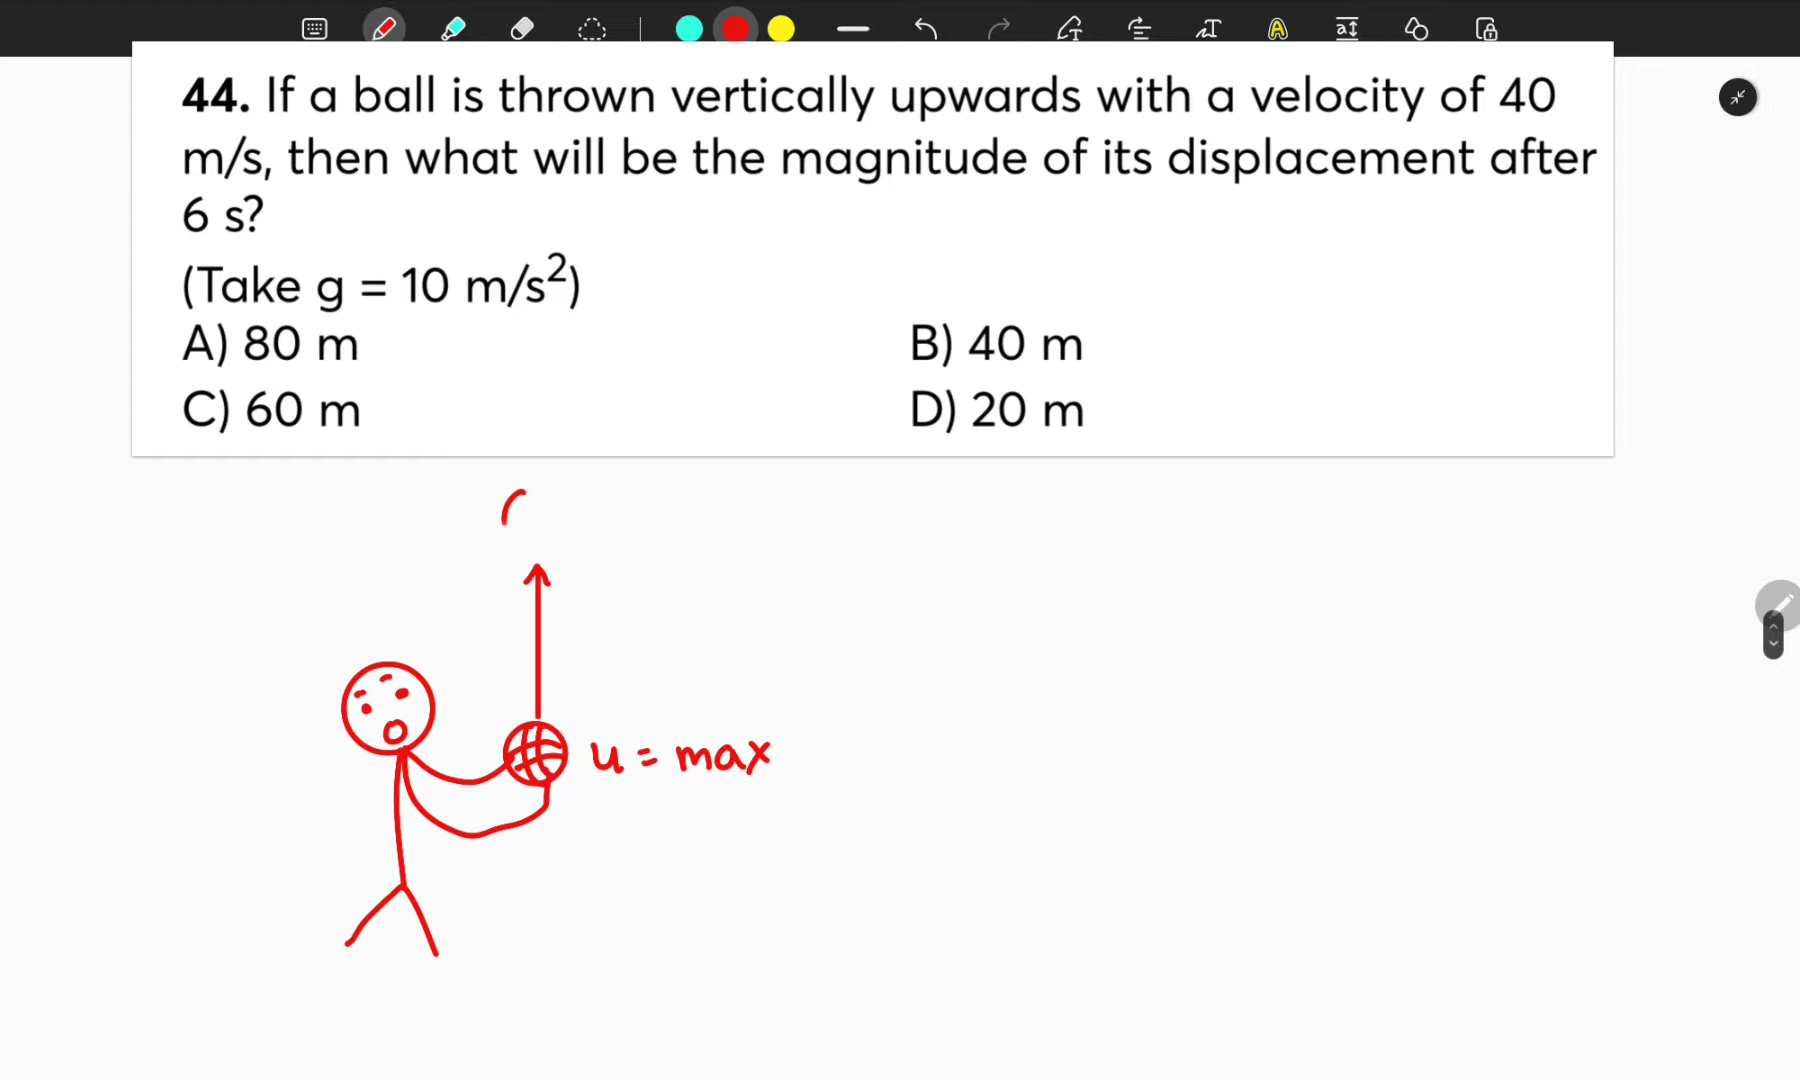 44. If a ball is thrown vertically upwards with a velocity of 40
m/s, then what will be the magnitude of its displacement after
6 s?
(Take g = 10 m/s²)
A) 80 m
B) 40 m
C) 60 m
D) 20 m
u = max